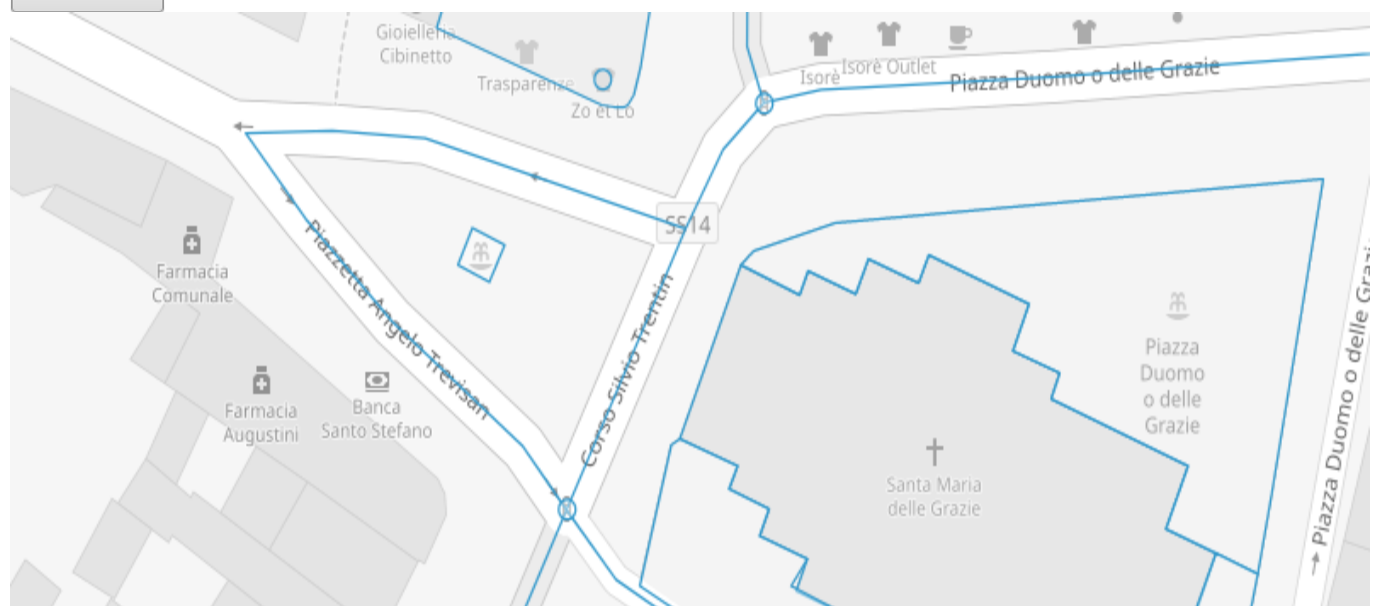 Gioielleria
Cibinetto
Trasparenze
Zo et Lo
Isorè
Isorè Outlet
Piazza Duomo o delle Grazie
SS14
Farmacia
Comunale
Piazzetta Angelo Trevisan
Corso Silvio Trentin
Farmacia
Augustini
Banca
Santo Stefano
Piazza
Duomo
o delle
Grazie
Santa Maria
delle Grazie
Piazza Duomo o delle Grazi